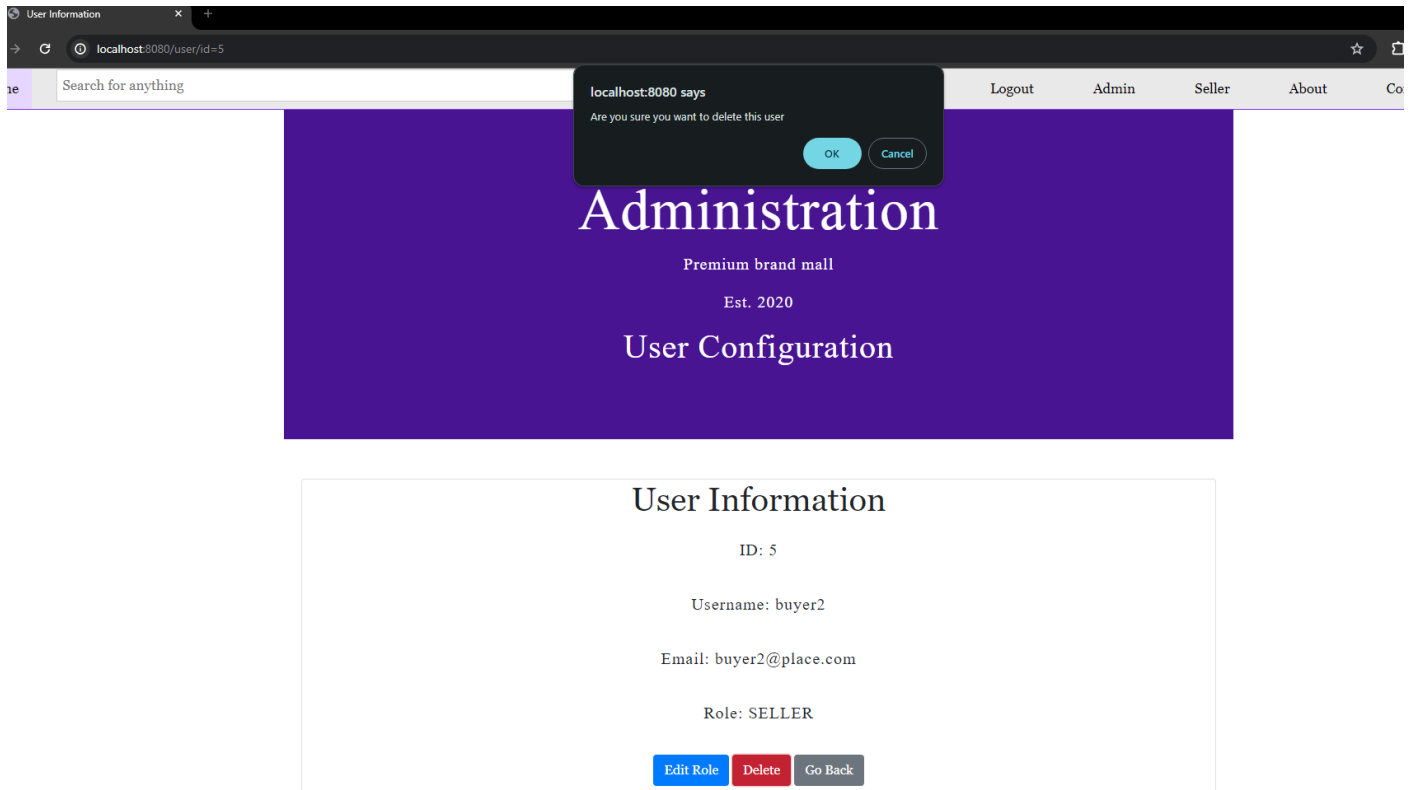 User Information
localhost:8080/user/id=5
Search for anything
Logout Admin Seller About
localhost:8080 says
Are you sure you want to delete this user
OK Cancel
Administration
Premium brand mall
Est. 2020
User Configuration
User Information
ID: 5
Username: buyer2
Email: buyer2@place.com
Role: SELLER
Edit Role Delete Go Back